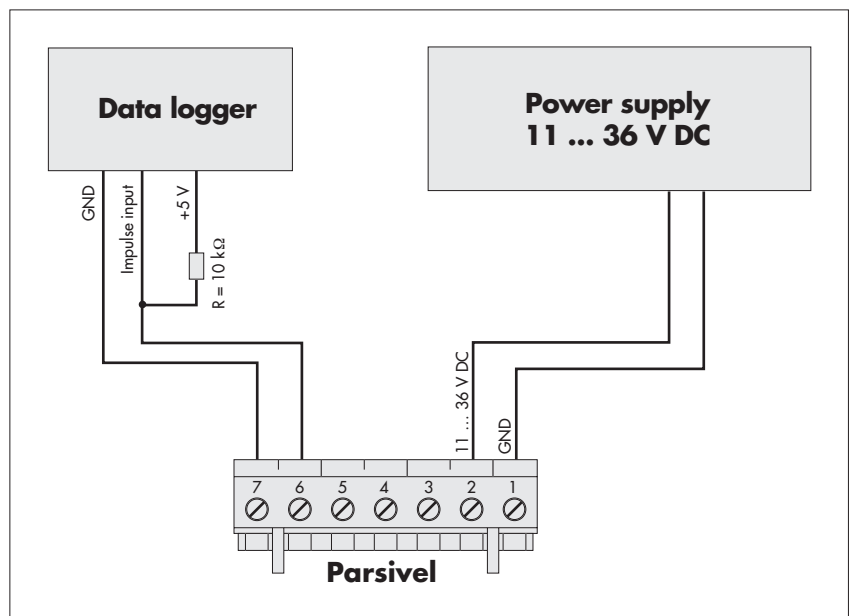 Data logger
Power supply
11 ... 36 V DC
GND
Impulse input
+5 V
R = 10 kΩ
11 ... 36 V DC
GND
7 6 5 4 3 2 1
Parsivel